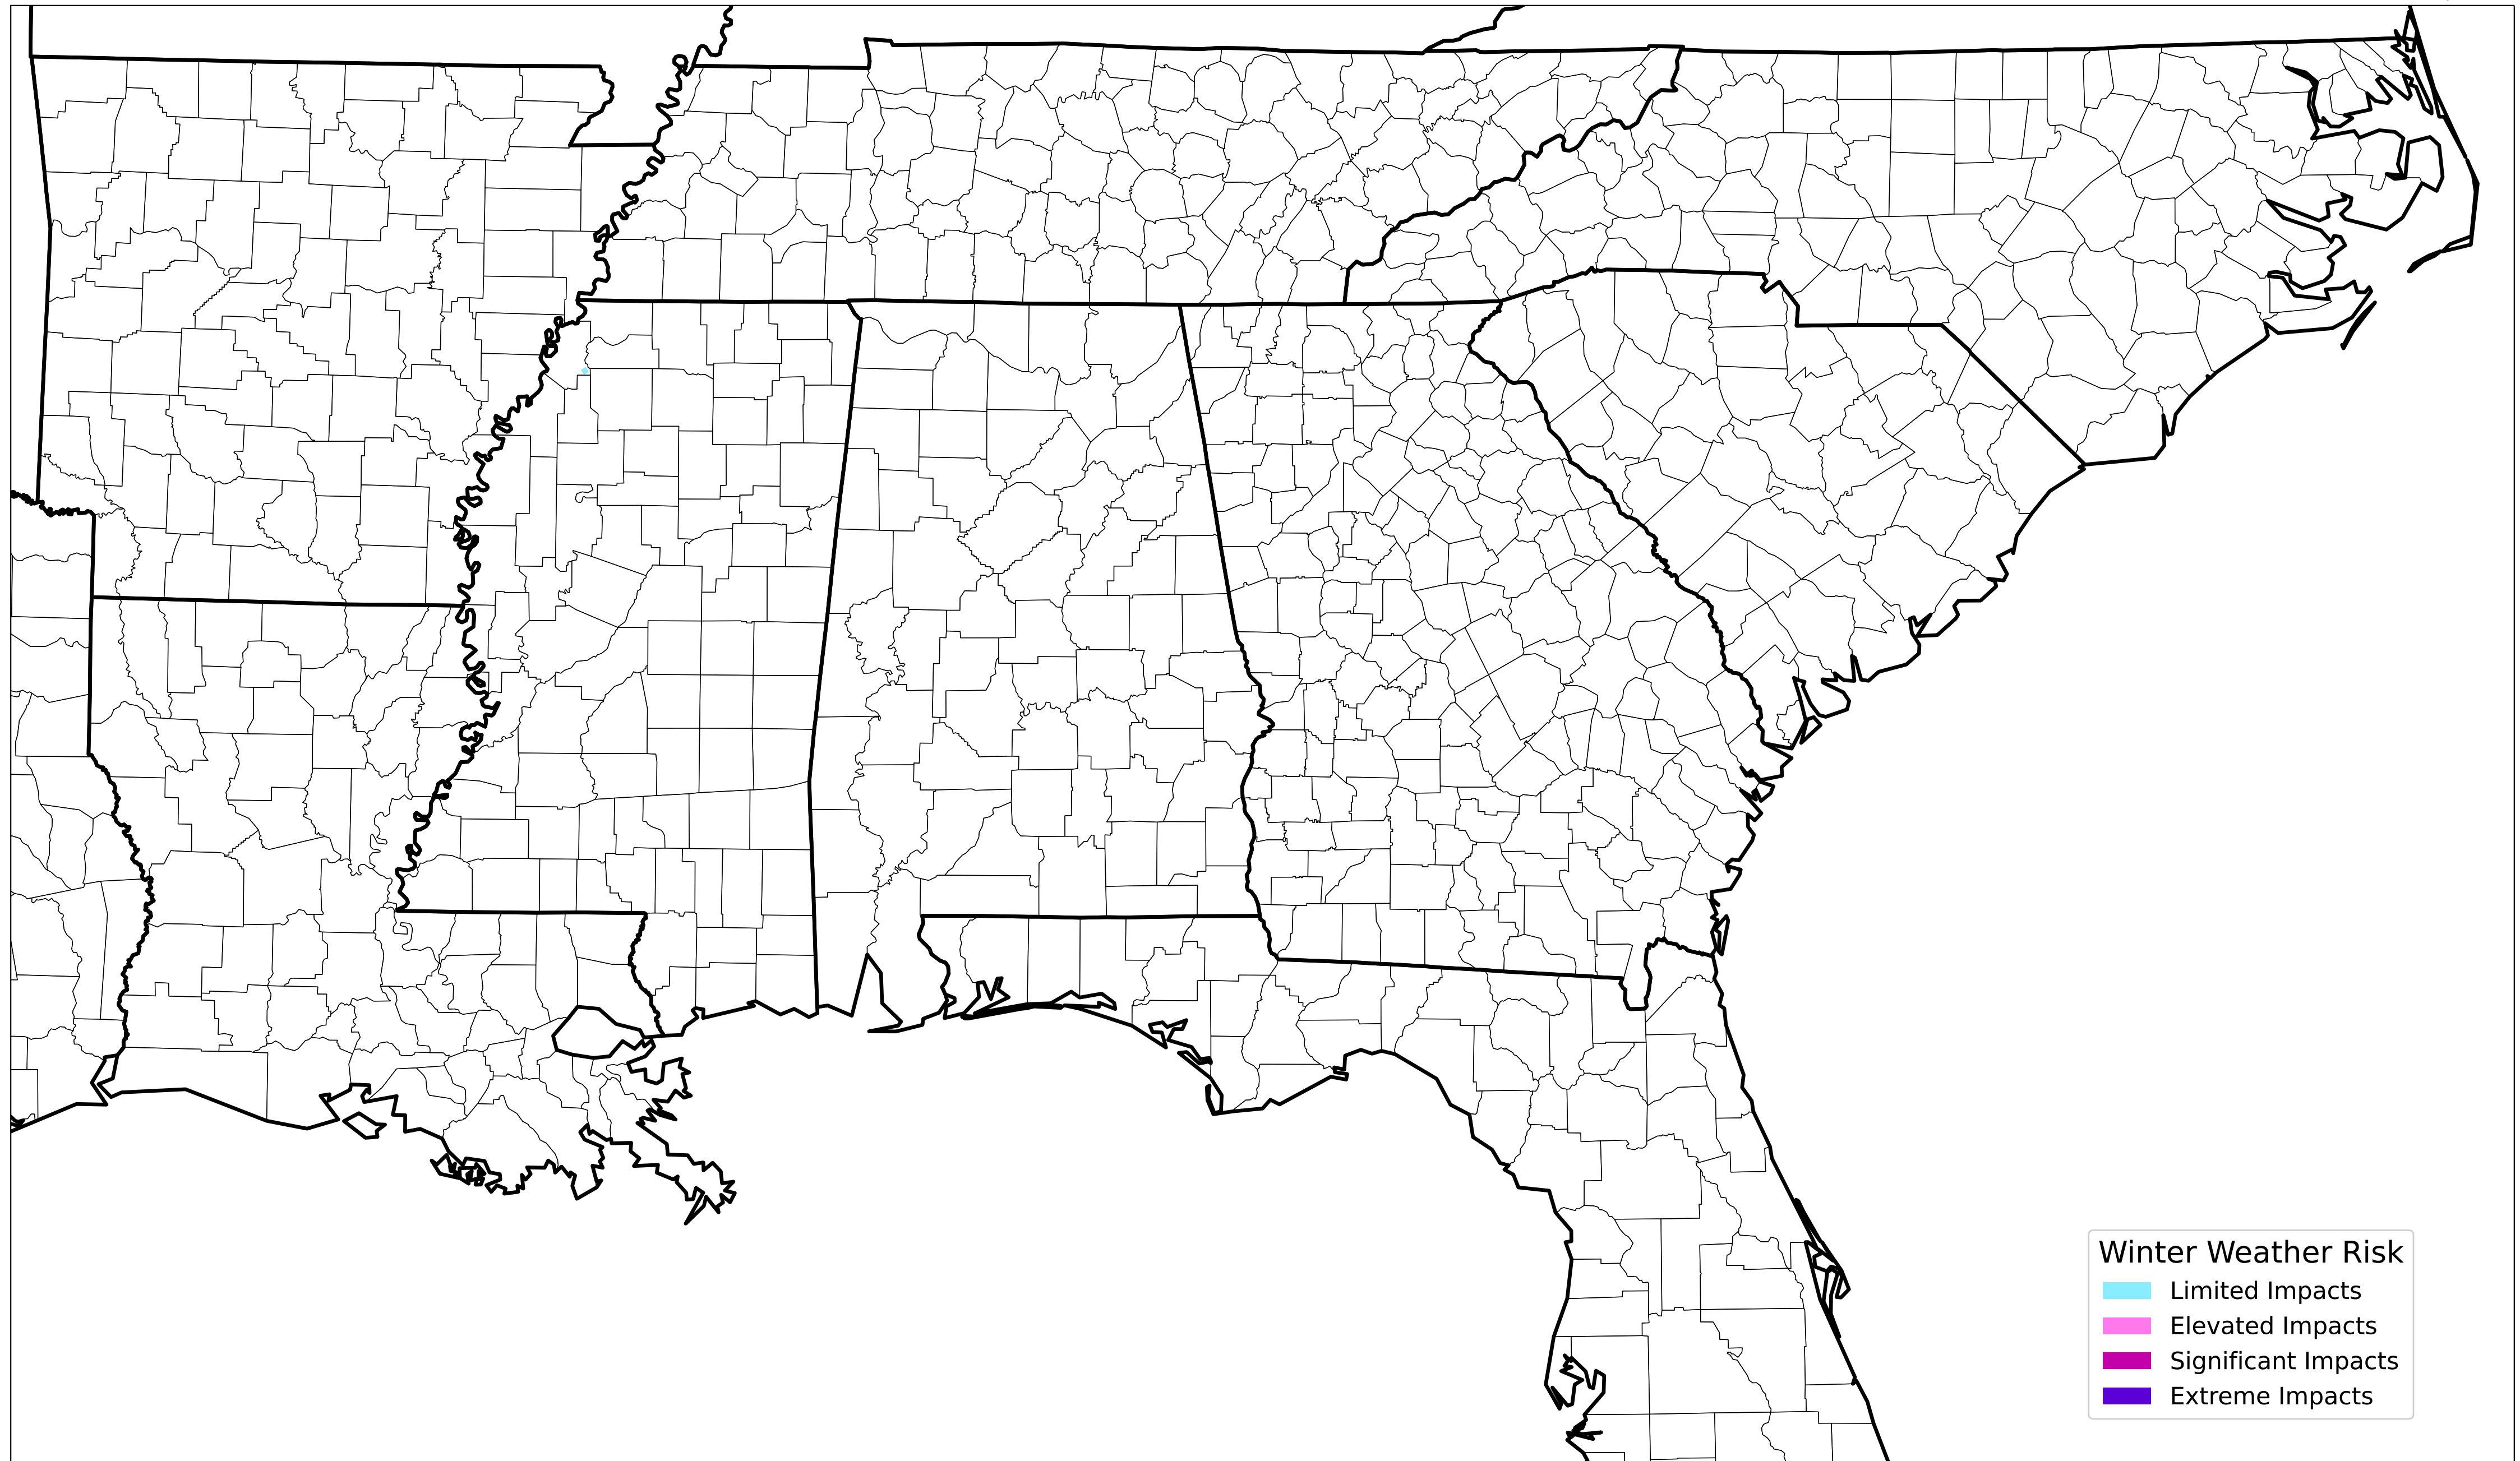 Winter Weather Risk
Limited Impacts
Elevated Impacts
Significant Impacts
Extreme Impacts